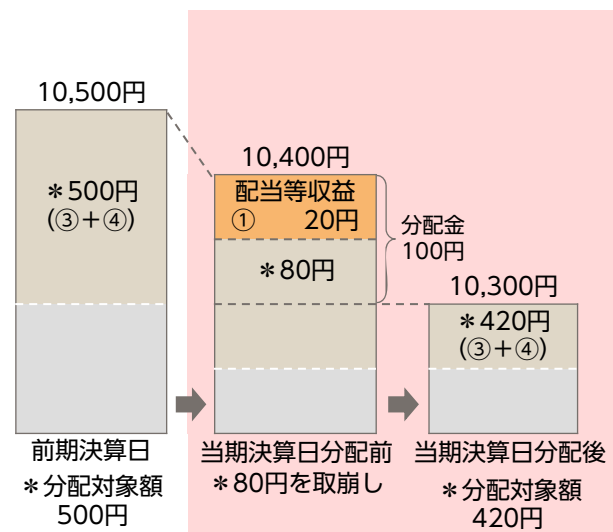 10,500円
＊500円
(③＋④)
前期決算日
＊分配対象額
500円
10,400円
配当等収益
① 20円
＊80円
分配金
100円
当期決算日分配前
＊80円を取崩し
10,300円
＊420円
(③＋④)
当期決算日分配後
＊分配対象額
420円